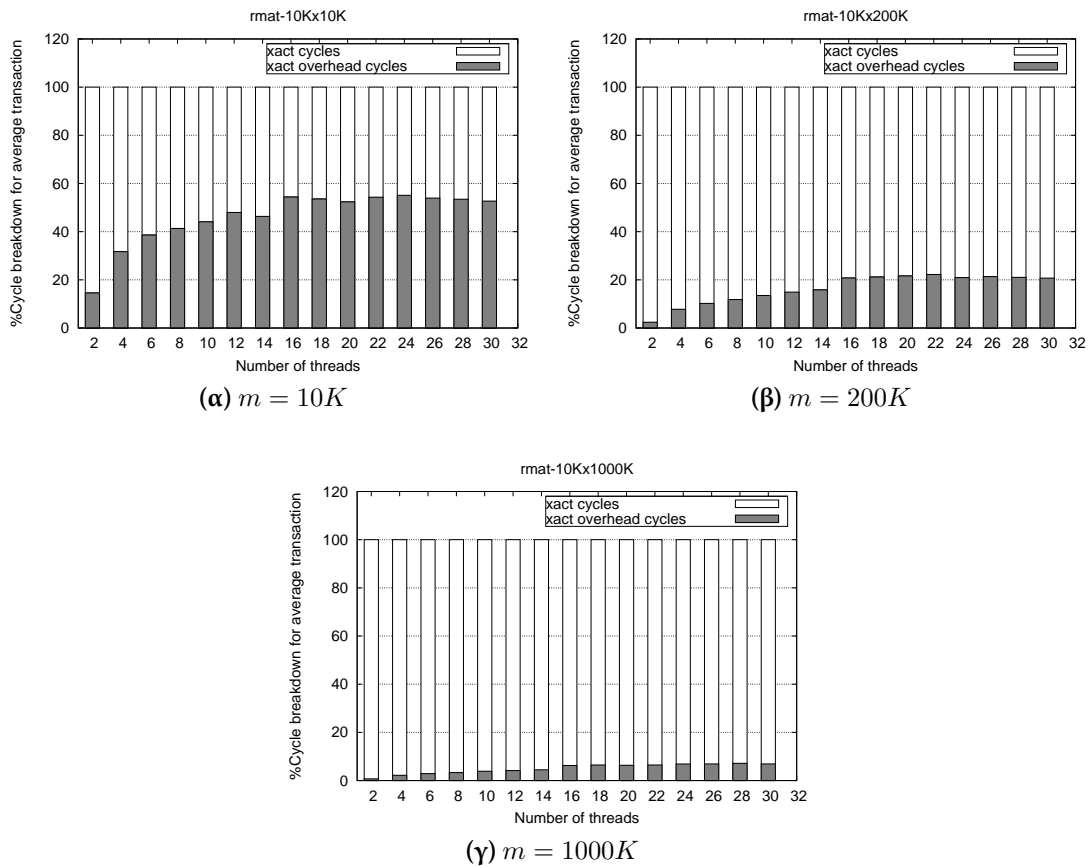 rmat-10Kx10K
%Cycle breakdown for average transaction
120
100
80
60
40
20
0
xact cycles
xact overhead cycles
2 4 6 8 10 12 14 16 18 20 22 24 26 28 30 32
Number of threads
(α) m = 10K
rmat-10Kx200K
%Cycle breakdown for average transaction
120
100
80
60
40
20
0
xact cycles
xact overhead cycles
2 4 6 8 10 12 14 16 18 20 22 24 26 28 30 32
Number of threads
(β) m = 200K
rmat-10Kx1000K
%Cycle breakdown for average transaction
120
100
80
60
40
20
0
xact cycles
xact overhead cycles
2 4 6 8 10 12 14 16 18 20 22 24 26 28 30 32
Number of threads
(γ) m = 1000K